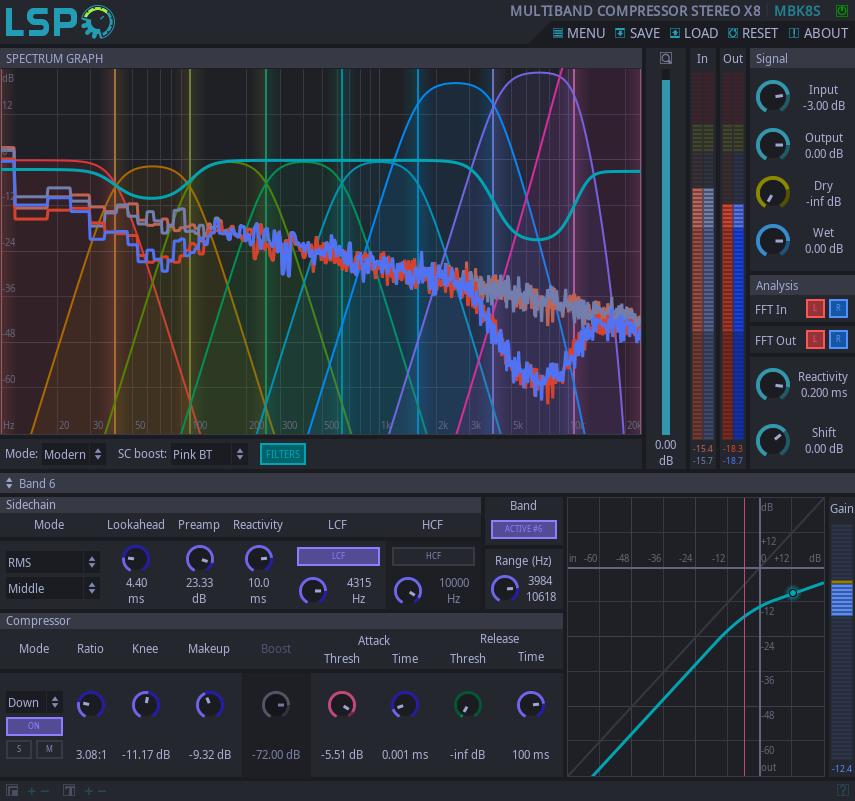 LSP
MULTIBAND COMPRESSOR STEREO X8 MBK8S
MENU SAVE LOAD RESET ABOUT
SPECTRUM GRAPH
dB
12
-12
-24
-36
-48
-60
Hz 20 30 50 100 200 300 500 1k 2k 3k 5k 10k 20k
Mode: Modern SC boost: Pink BT FILTERS
0.00
dB
In Out
-15.4 -18.3
-15.7 -18.7
Signal
Input
-3.00 dB
Output
0.00 dB
Dry
-inf dB
Wet
0.00 dB
Analysis
FFT In L R
FFT Out L R
Reactivity
0.200 ms
Shift
0.00 dB
Band 6
Sidechain
Mode Lookahead Preamp Reactivity LCF HCF
RMS
Middle
4.40
ms
23.33
dB
10.0
ms
LCF
4315
Hz
HCF
10000
Hz
Band
ACTIVE #6
Range (Hz)
3984
10618
Compressor
Mode Ratio Knee Makeup Boost
Attack
Thresh Time
Release
Thresh Time
Down
ON
S M
3.08:1 -11.17 dB -9.32 dB -72.00 dB -5.51 dB 0.001 ms -inf dB 100 ms
dB
+12
in -60 -48 -36 -24 -12 0 +12 dB
-12
-24
-36
-48
-60
out
Gain
-12.4